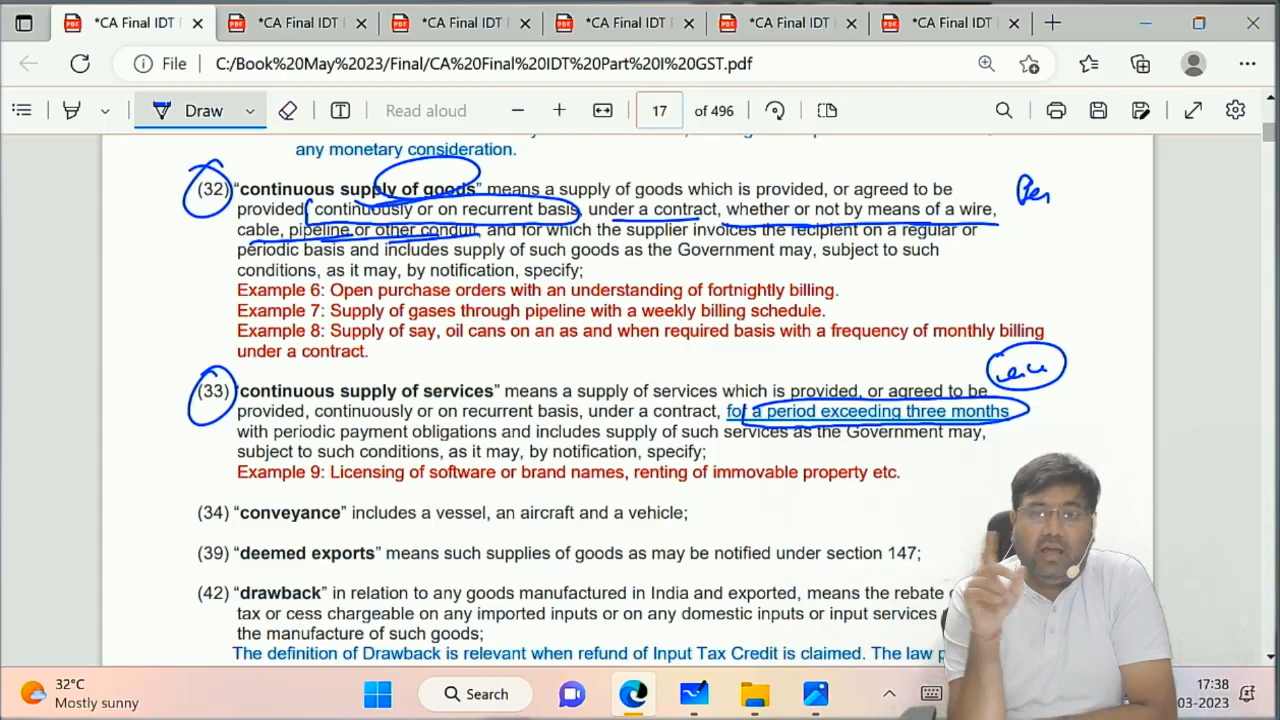 *CA Final IDT
*CA Final IDT
*CA Final IDT
*CA Final IDT
*CA Final IDT
*CA Final IDT
File C:/Book%20May%202023/Final/CA%20Final%20IDT%20Part%20I%20GST.pdf
Draw
Read aloud
17 of 496
any monetary consideration.
(32) “continuous supply of goods” means a supply of goods which is provided, or agreed to be
provided, continuously or on recurrent basis, under a contract, whether or not by means of a wire,
cable, pipeline or other conduit, and for which the supplier invoices the recipient on a regular or
periodic basis and includes supply of such goods as the Government may, subject to such
conditions, as it may, by notification, specify;
Example 6: Open purchase orders with an understanding of fortnightly billing.
Example 7: Supply of gases through pipeline with a weekly billing schedule.
Example 8: Supply of say, oil cans on an as and when required basis with a frequency of monthly billing
under a contract.
(33) “continuous supply of services” means a supply of services which is provided, or agreed to be
provided, continuously or on recurrent basis, under a contract, for a period exceeding three months
with periodic payment obligations and includes supply of such services as the Government may,
subject to such conditions, as it may, by notification, specify;
Example 9: Licensing of software or brand names, renting of immovable property etc.
(34) “conveyance” includes a vessel, an aircraft and a vehicle;
(39) “deemed exports” means such supplies of goods as may be notified under section 147;
(42) “drawback” in relation to any goods manufactured in India and exported, means the rebate
tax or cess chargeable on any imported inputs or on any domestic inputs or input services
the manufacture of such goods;
The definition of Drawback is relevant when refund of Input Tax Credit is claimed. The law
32°C
Mostly sunny
Search
17:38
03-2023